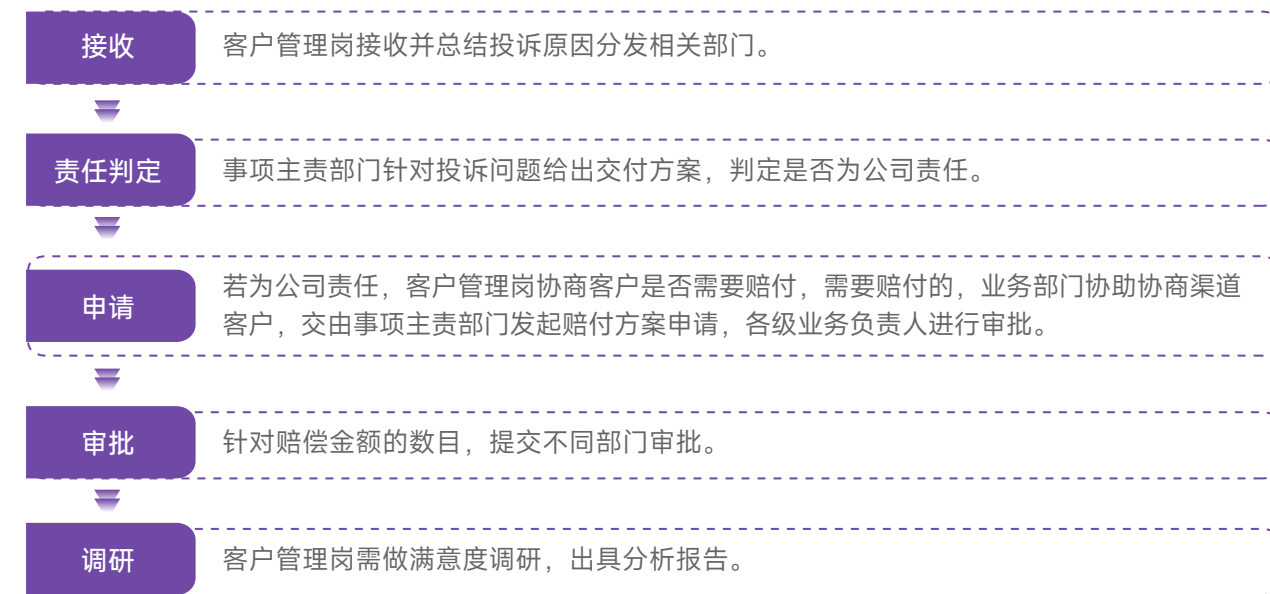 接收
客户管理岗接收并总结投诉原因分发相关部门。
责任判定
事项主责部门针对投诉问题给出交付方案，判定是否为公司责任。
申请
若为公司责任，客户管理岗协商客户是否需要赔付，需要赔付的，业务部门协助协商渠道
客户，交由事项主责部门发起赔付方案申请，各级业务负责人进行审批。
审批
针对赔偿金额的数目，提交不同部门审批。
调研
客户管理岗需做满意度调研，出具分析报告。